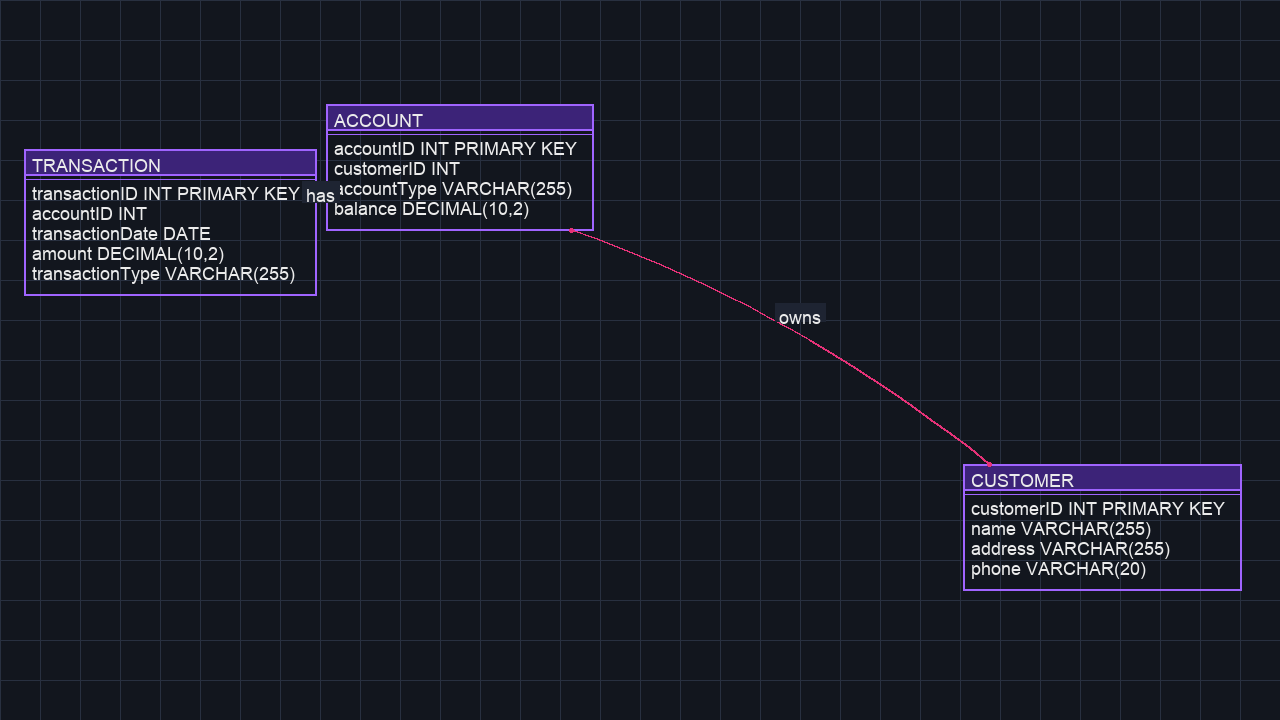 ACCOUNT
accountID INT PRIMARY KEY
customerID INT
accountType VARCHAR(255)
balance DECIMAL(10,2)
TRANSACTION
transactionID INT PRIMARY KEY
accountID INT
transactionDate DATE
amount DECIMAL(10,2)
transactionType VARCHAR(255)
has
owns
CUSTOMER
customerID INT PRIMARY KEY
name VARCHAR(255)
address VARCHAR(255)
phone VARCHAR(20)